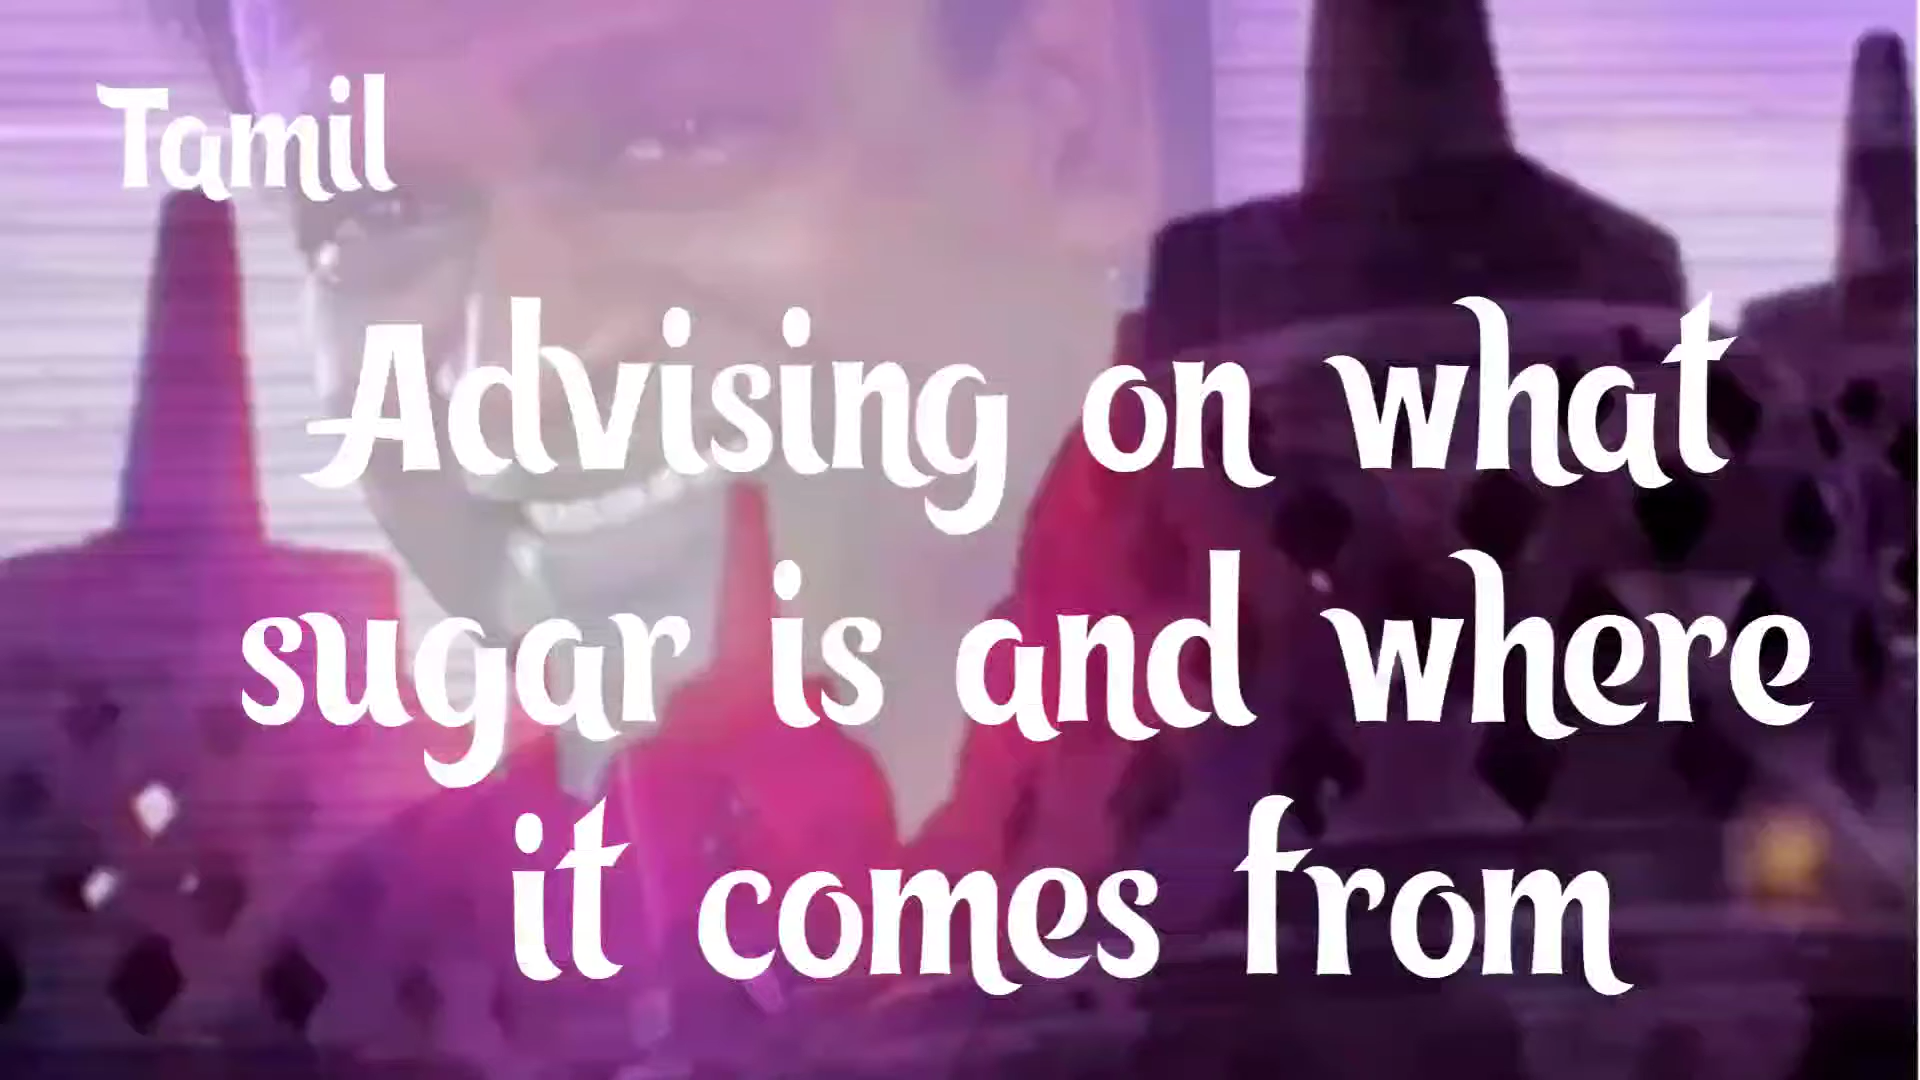 Tamil
Advising on what
sugar is and where
it comes from